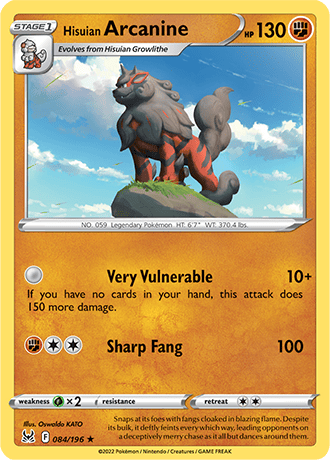 STAGE 1 Hisuian Arcanine HP 130
Evolves from Hisuian Growlithe
NO. 059 Legendary Pokémon HT: 6'7" WT: 370.4 lbs.
Very Vulnerable 10+
If you have no cards in your hand, this attack does
150 more damage.
Sharp Fang 100
weakness ×2 resistance retreat
Snaps at its foes with fangs cloaked in blazing flame. Despite
its bulk, it deftly feints every which way, leading opponents on
a deceptively merry chase as it all but dances around them.
Illus. Oswaldo KATO
F 084/196 ★
©2022 Pokémon / Nintendo / Creatures / GAME FREAK